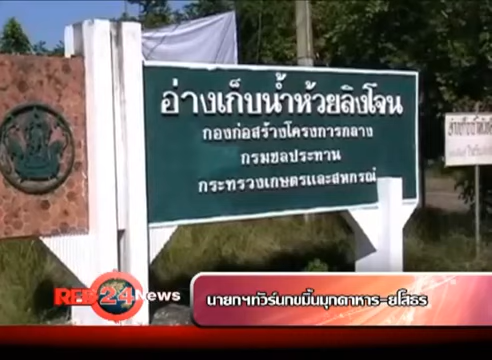 อ่างเก็บน้ำห้วยลิงโจน
กองก่อสร้างโครงการกลาง
กรมชลประทาน
กระทรวงเกษตรและสหกรณ์
RED24News
นายกฯทัวร์นกขมิ้นมุกดาหาร-ยโสธร